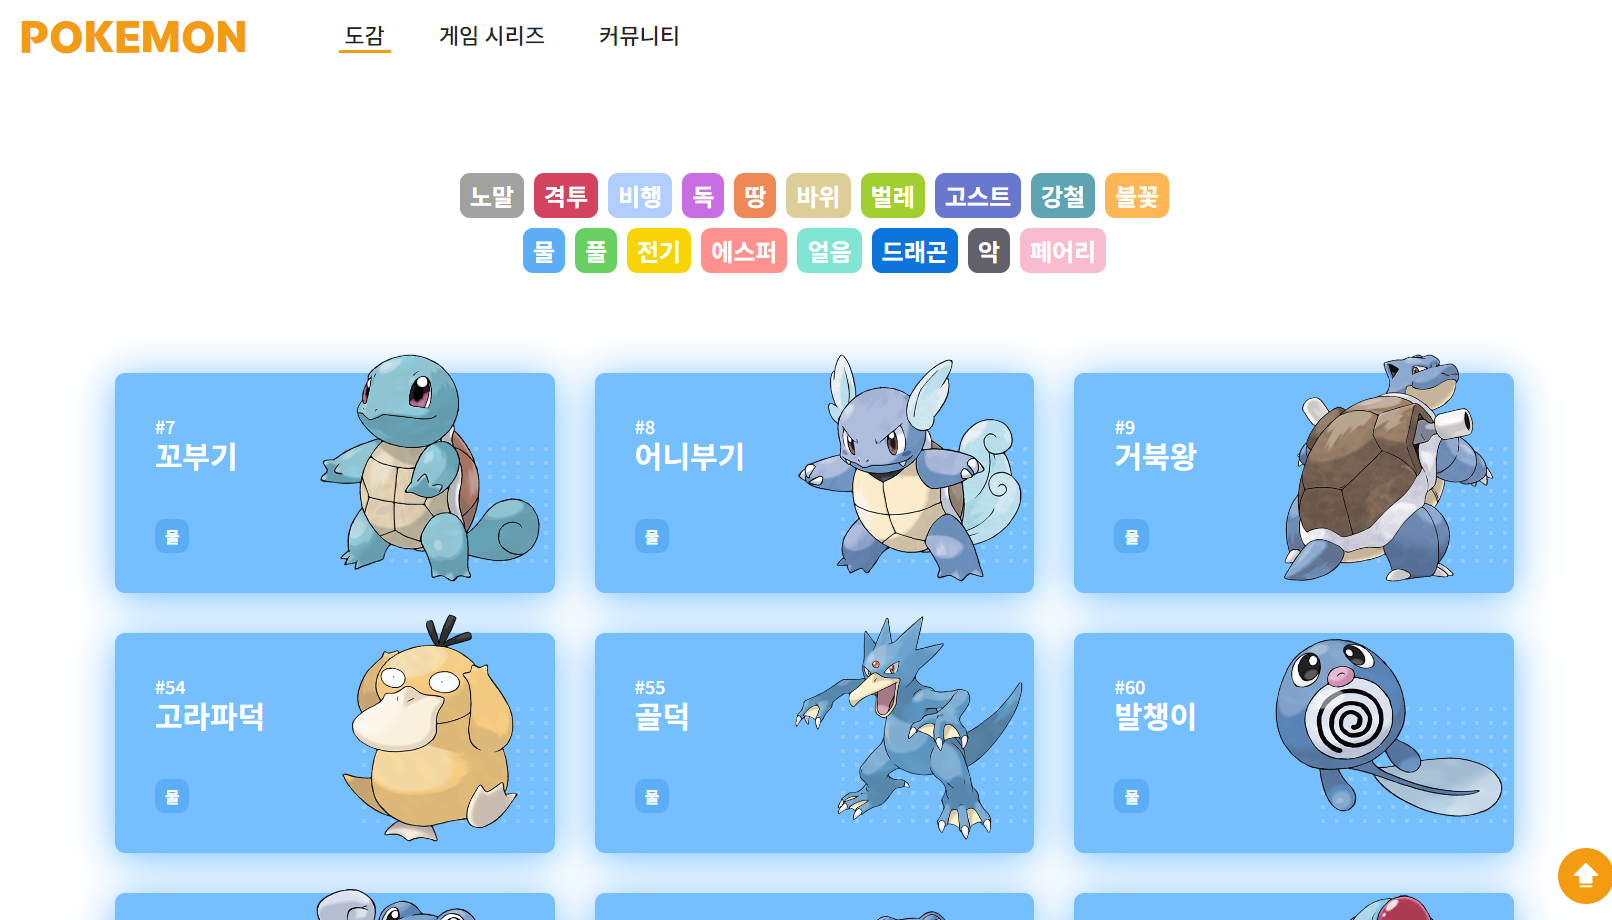 POKEMON 도감 게임 시리즈 커뮤니티
노말 격투 비행 독 땅 바위 벌레 고스트 강철 불꽃
물 풀 전기 에스퍼 얼음 드래곤 악 페어리
#7
꼬부기
물
#8
어니부기
물
#9
거북왕
물
#54
고라파덕
물
#55
골덕
물
#60
발챙이
물